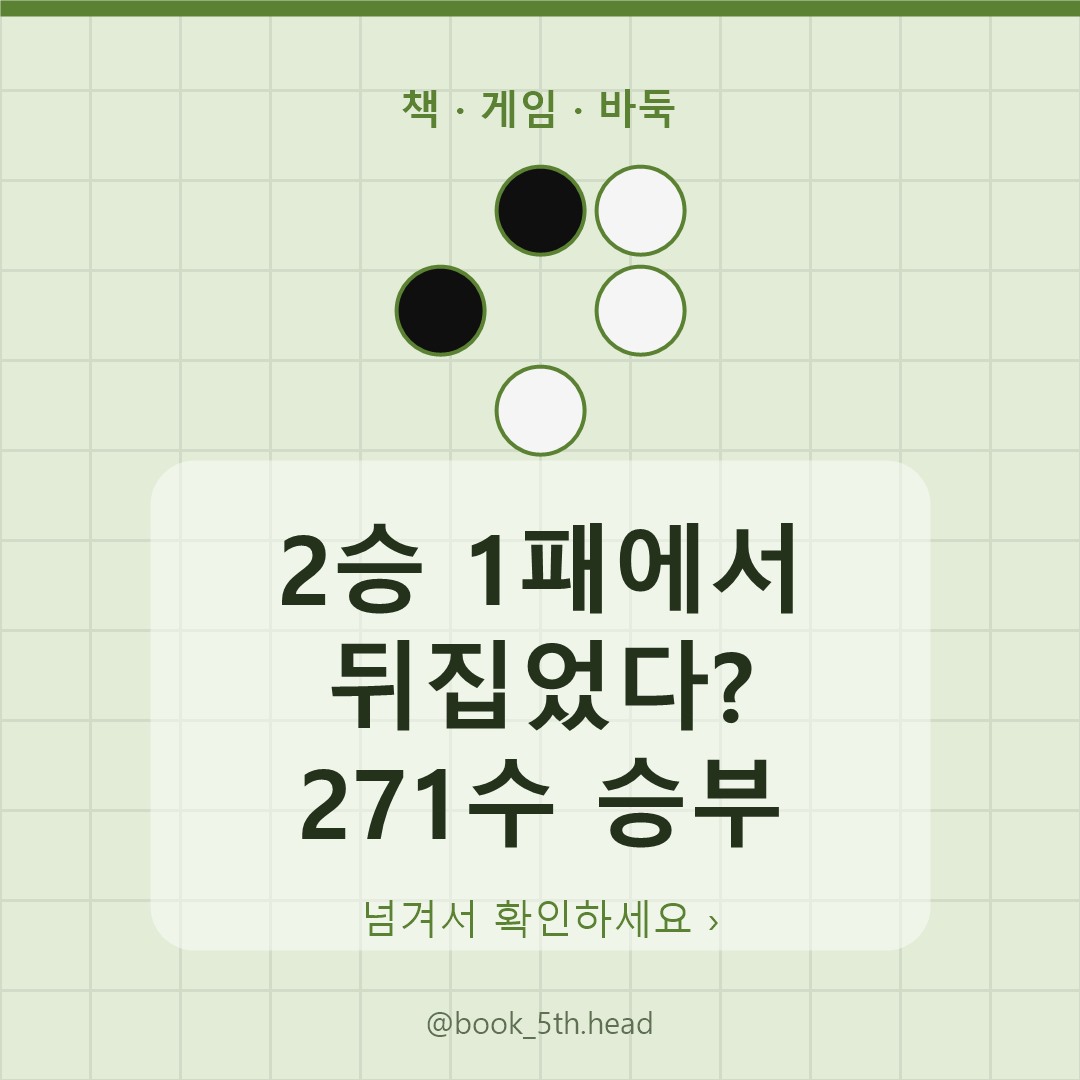 책 · 게임 · 바둑
2승 1패에서
뒤집었다?
271수 승부
넘겨서 확인하세요 ›
@book_5th.head